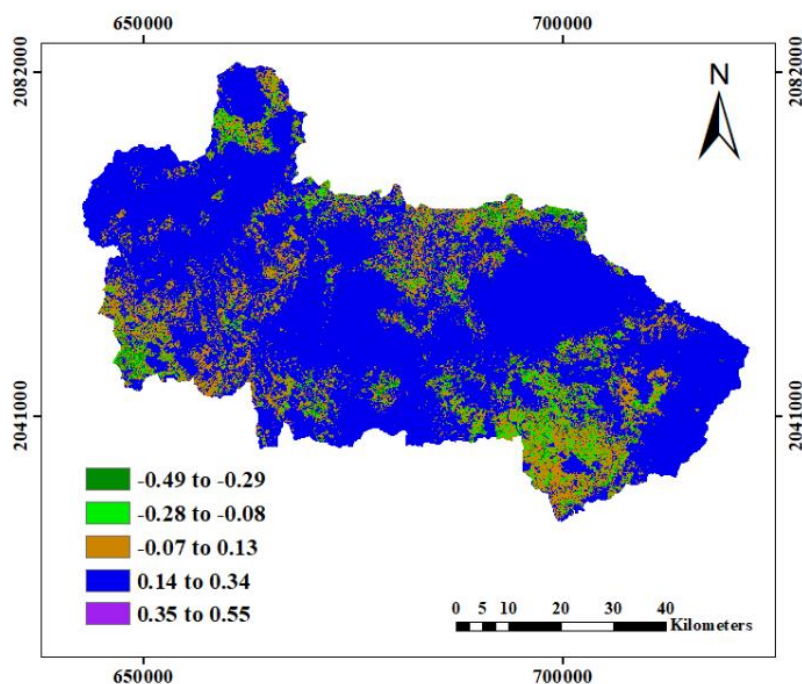 650000 700000
2082000 2082000
N
2041000 2041000
-0.49 to -0.29
-0.28 to -0.08
-0.07 to 0.13
0.14 to 0.34
0.35 to 0.55
0 5 10 20 30 40
Kilometers
650000 700000